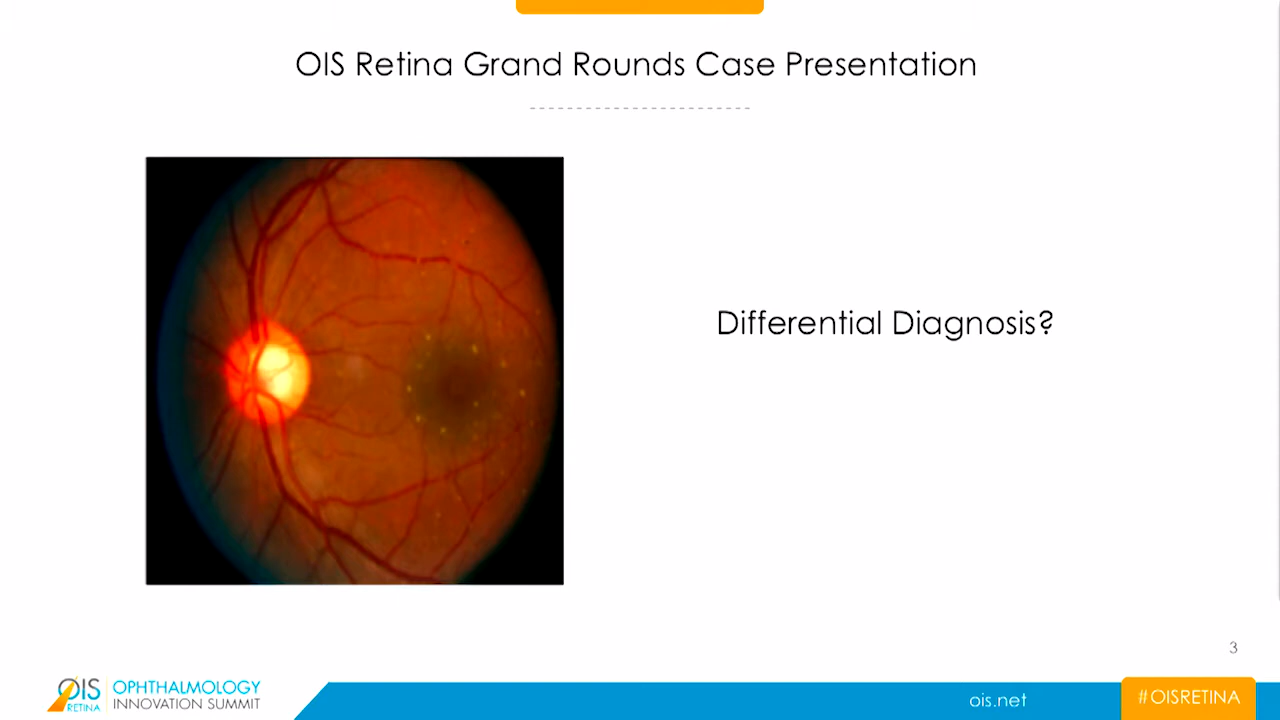 OIS Retina Grand Rounds Case Presentation
Differential Diagnosis?
3
OIS
RETINA
OPHTHALMOLOGY
INNOVATION SUMMIT
ois.net
#OISRETINA